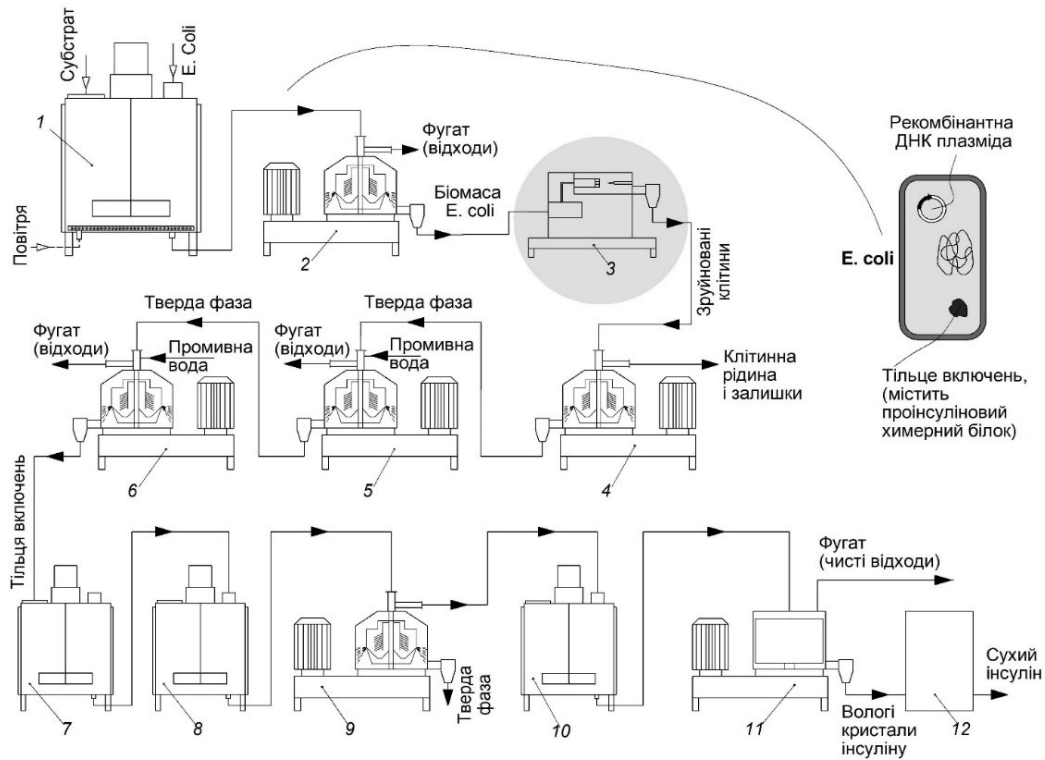 Субстрат
E. Coli
1
Повітря
Фугат
(відходи)
2
Біомаса
E. coli
3
Зруйновані
клітини
Рекомбінантна
ДНК плазміда
E. coli
Тільце включень,
(містить
проінсуліновий
химерний білок)
Тверда фаза
Тверда фаза
Фугат
(відходи)
Промивна
вода
Фугат
(відходи)
Промивна
вода
Клітинна
рідина
і залишки
6
5
4
Тільця включень
7
8
9
Тверда
фаза
10
11
Фугат
(чисті відходи)
Вологі
кристали
інсуліну
12
Сухий
інсулін